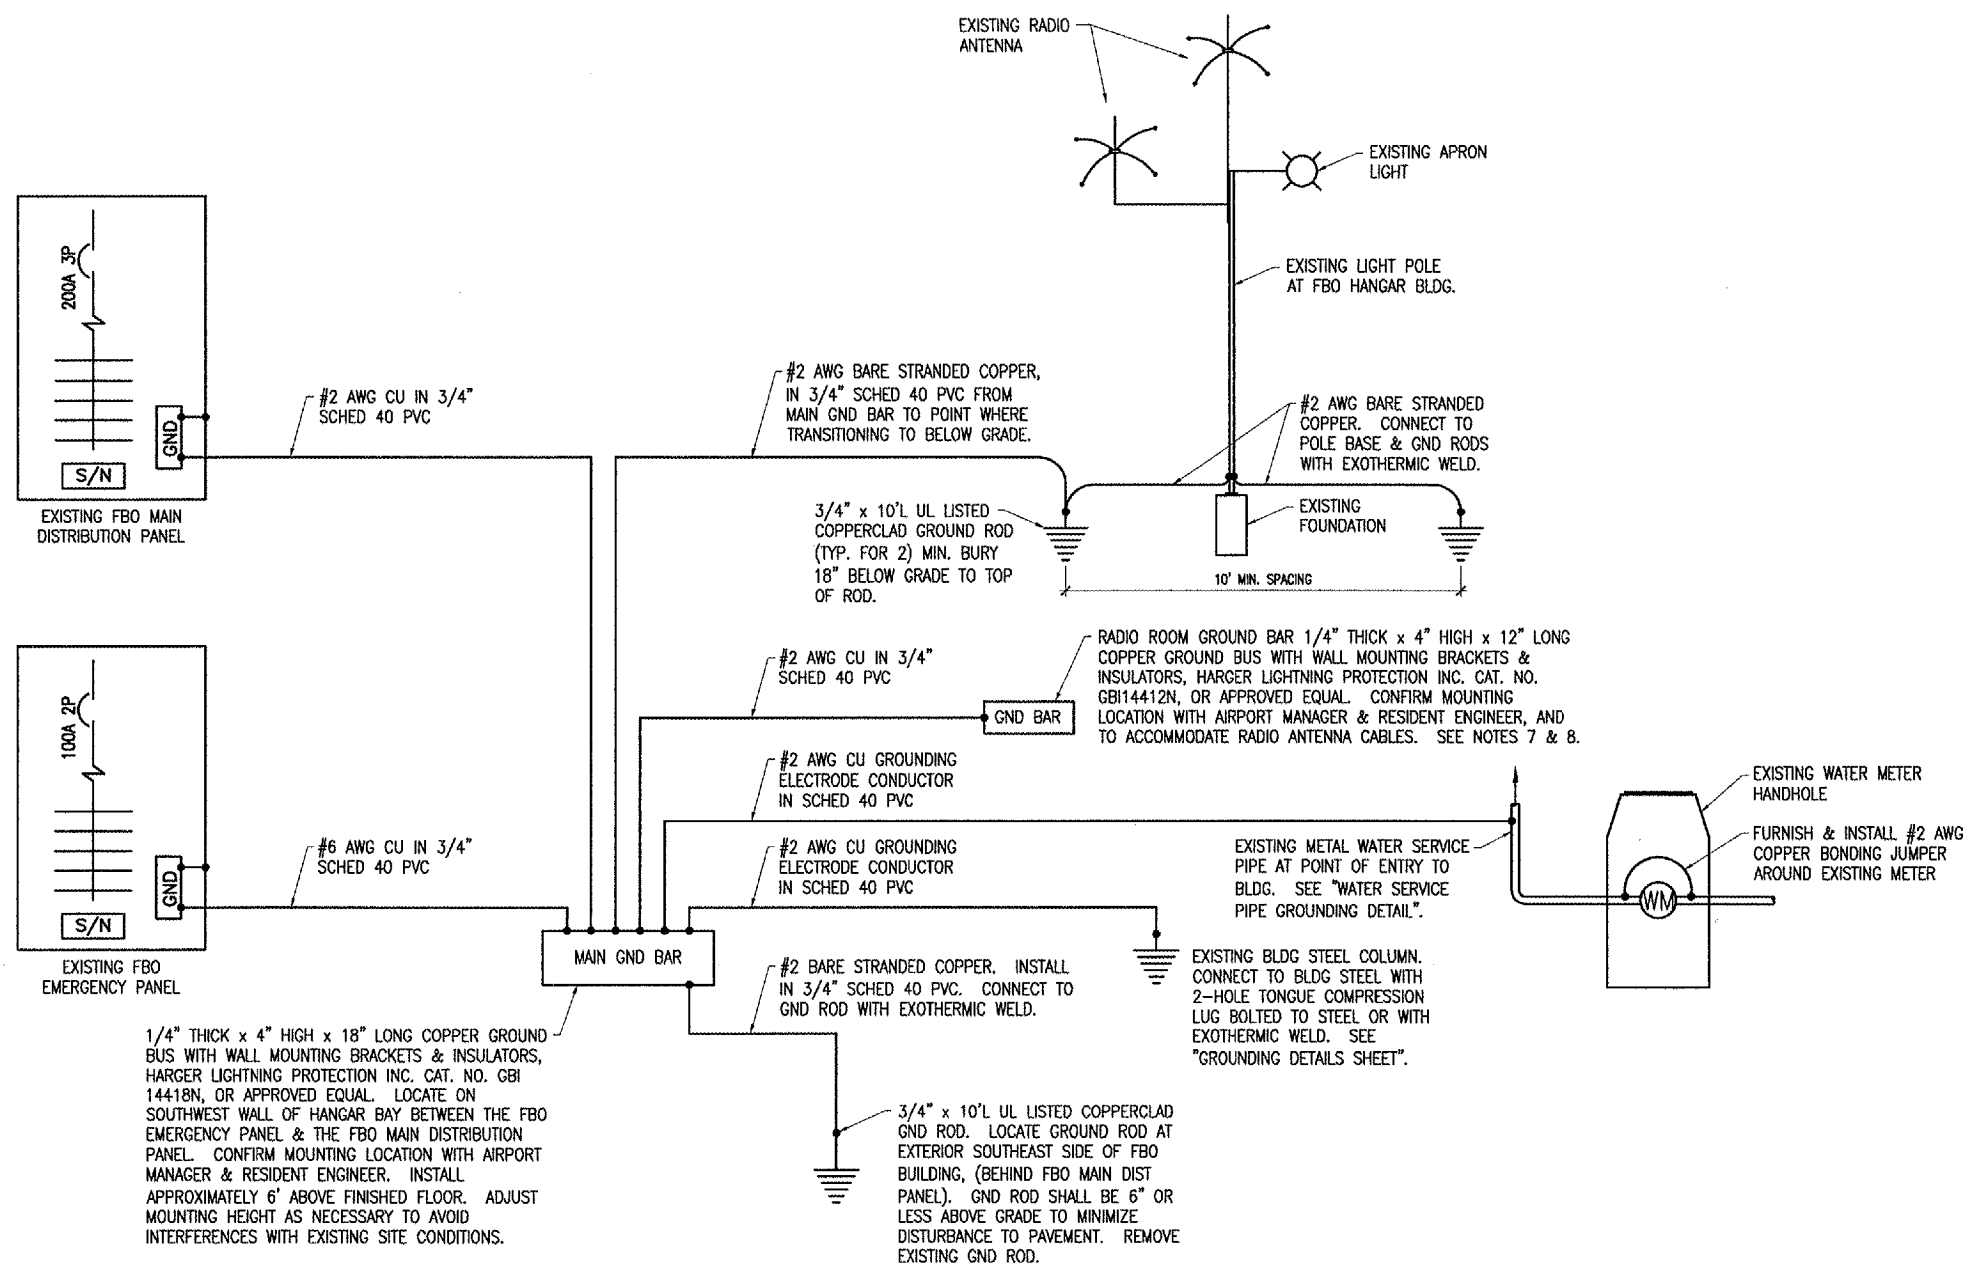 EXISTING RADIO
ANTENNA
EXISTING APRON
LIGHT
EXISTING LIGHT POLE
AT FBO HANGAR BLDG.
200A 3P
GND
S/N
EXISTING FBO MAIN
DISTRIBUTION PANEL
#2 AWG CU IN 3/4"
SCHED 40 PVC
#2 AWG BARE STRANDED COPPER,
IN 3/4" SCHED 40 PVC FROM
MAIN GND BAR TO POINT WHERE
TRANSITIONING TO BELOW GRADE.
#2 AWG BARE STRANDED
COPPER. CONNECT TO
POLE BASE & GND RODS
WITH EXOTHERMIC WELD.
3/4" x 10'L UL LISTED
COPPERCLAD GROUND ROD
(TYP. FOR 2) MIN. BURY
18" BELOW GRADE TO TOP
OF ROD.
EXISTING
FOUNDATION
10' MIN. SPACING
100A 2P
GND
S/N
EXISTING FBO
EMERGENCY PANEL
#6 AWG CU IN 3/4"
SCHED 40 PVC
#2 AWG CU IN 3/4"
SCHED 40 PVC
GND BAR
RADIO ROOM GROUND BAR 1/4" THICK x 4" HIGH x 12" LONG
COPPER GROUND BUS WITH WALL MOUNTING BRACKETS &
INSULATORS, HARGER LIGHTNING PROTECTION INC. CAT. NO.
GBI14412N, OR APPROVED EQUAL. CONFIRM MOUNTING
LOCATION WITH AIRPORT MANAGER & RESIDENT ENGINEER, AND
TO ACCOMMODATE RADIO ANTENNA CABLES. SEE NOTES 7 & 8.
#2 AWG CU GROUNDING
ELECTRODE CONDUCTOR
IN SCHED 40 PVC
#2 AWG CU GROUNDING
ELECTRODE CONDUCTOR
IN SCHED 40 PVC
EXISTING METAL WATER SERVICE
PIPE AT POINT OF ENTRY TO
BLDG. SEE "WATER SERVICE
PIPE GROUNDING DETAIL".
EXISTING WATER METER
HANDHOLE
FURNISH & INSTALL #2 AWG
COPPER BONDING JUMPER
AROUND EXISTING METER
WM
MAIN GND BAR
#2 BARE STRANDED COPPER. INSTALL
IN 3/4" SCHED 40 PVC. CONNECT TO
GND ROD WITH EXOTHERMIC WELD.
EXISTING BLDG STEEL COLUMN.
CONNECT TO BLDG STEEL WITH
2-HOLE TONGUE COMPRESSION
LUG BOLTED TO STEEL OR WITH
EXOTHERMIC WELD. SEE
"GROUNDING DETAILS SHEET".
1/4" THICK x 4" HIGH x 18" LONG COPPER GROUND
BUS WITH WALL MOUNTING BRACKETS & INSULATORS,
HARGER LIGHTNING PROTECTION INC. CAT. NO. GBI
14418N, OR APPROVED EQUAL. LOCATE ON
SOUTHWEST WALL OF HANGAR BAY BETWEEN THE FBO
EMERGENCY PANEL & THE FBO MAIN DISTRIBUTION
PANEL. CONFIRM MOUNTING LOCATION WITH AIRPORT
MANAGER & RESIDENT ENGINEER. INSTALL
APPROXIMATELY 6' ABOVE FINISHED FLOOR. ADJUST
MOUNTING HEIGHT AS NECESSARY TO AVOID
INTERFERENCES WITH EXISTING SITE CONDITIONS.
3/4" x 10'L UL LISTED COPPERCLAD
GND ROD. LOCATE GROUND ROD AT
EXTERIOR SOUTHEAST SIDE OF FBO
BUILDING, (BEHIND FBO MAIN DIST
PANEL). GND ROD SHALL BE 6" OR
LESS ABOVE GRADE TO MINIMIZE
DISTURBANCE TO PAVEMENT. REMOVE
EXISTING GND ROD.